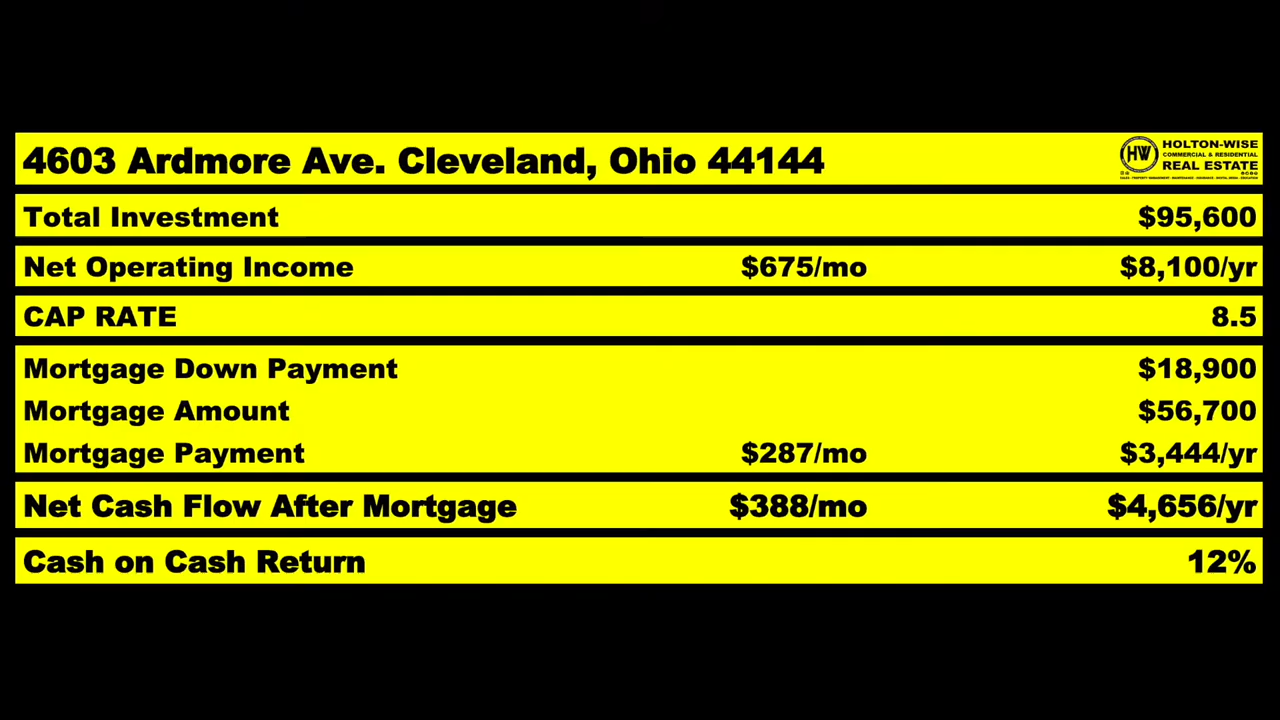 4603 Ardmore Ave. Cleveland, Ohio 44144
HW
HOLTON-WISE
COMMERCIAL & RESIDENTIAL
REAL ESTATE
Total Investment $95,600
Net Operating Income $675/mo $8,100/yr
CAP RATE 8.5
Mortgage Down Payment $18,900
Mortgage Amount $56,700
Mortgage Payment $287/mo $3,444/yr
Net Cash Flow After Mortgage $388/mo $4,656/yr
Cash on Cash Return 12%